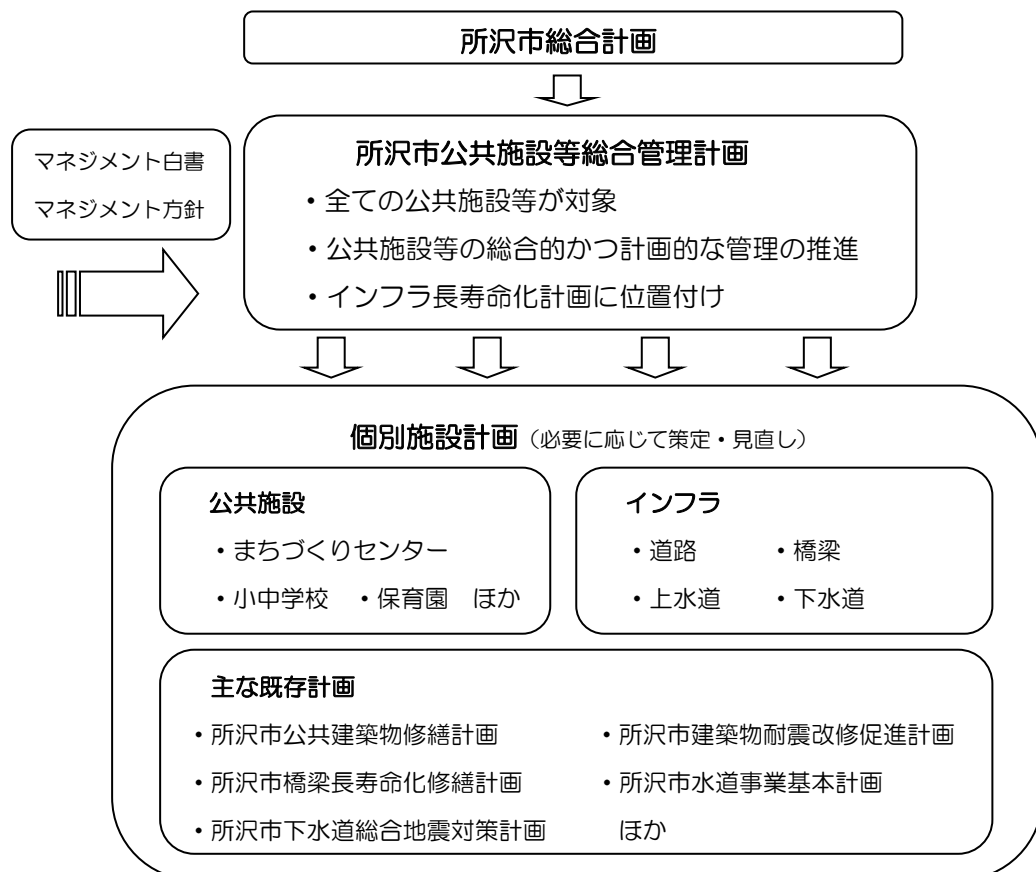 所沢市総合計画
マネジメント白書
マネジメント方針
所沢市公共施設等総合管理計画
・全ての公共施設等が対象
・公共施設等の総合的かつ計画的な管理の推進
・インフラ長寿命化計画に位置付け
個別施設計画（必要に応じて策定・見直し）
公共施設
・まちづくりセンター
・小中学校 ・保育園 ほか
インフラ
・道路 ・橋梁
・上水道 ・下水道
主な既存計画
・所沢市公共建築物修繕計画 ・所沢市建築物耐震改修促進計画
・所沢市橋梁長寿命化修繕計画 ・所沢市水道事業基本計画
・所沢市下水道総合地震対策計画 ほか